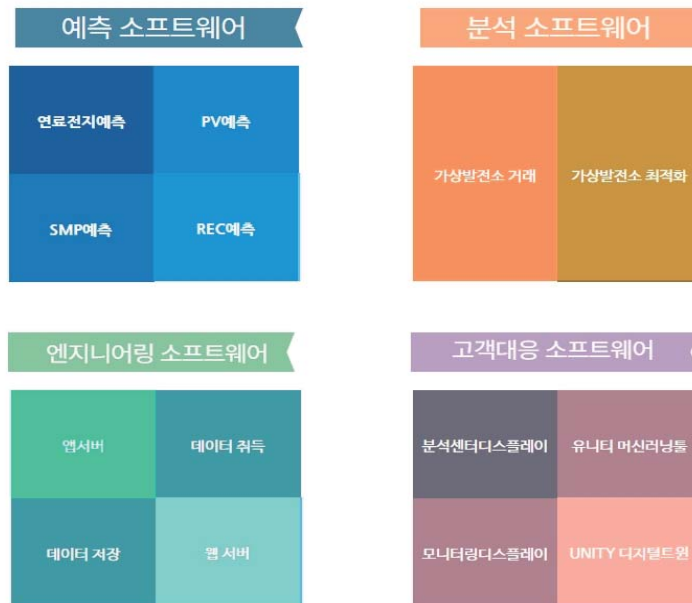 예측 소프트웨어
연료전지예측
PV예측
SMP예측
REC예측
분석 소프트웨어
가상발전소 거래
가상발전소 최적화
엔지니어링 소프트웨어
앱서버
데이터 취득
데이터 저장
웹 서버
고객대응 소프트웨어
분석센터디스플레이
유니티 머신러닝툴
모니터링디스플레이
UNITY 디지털트윈